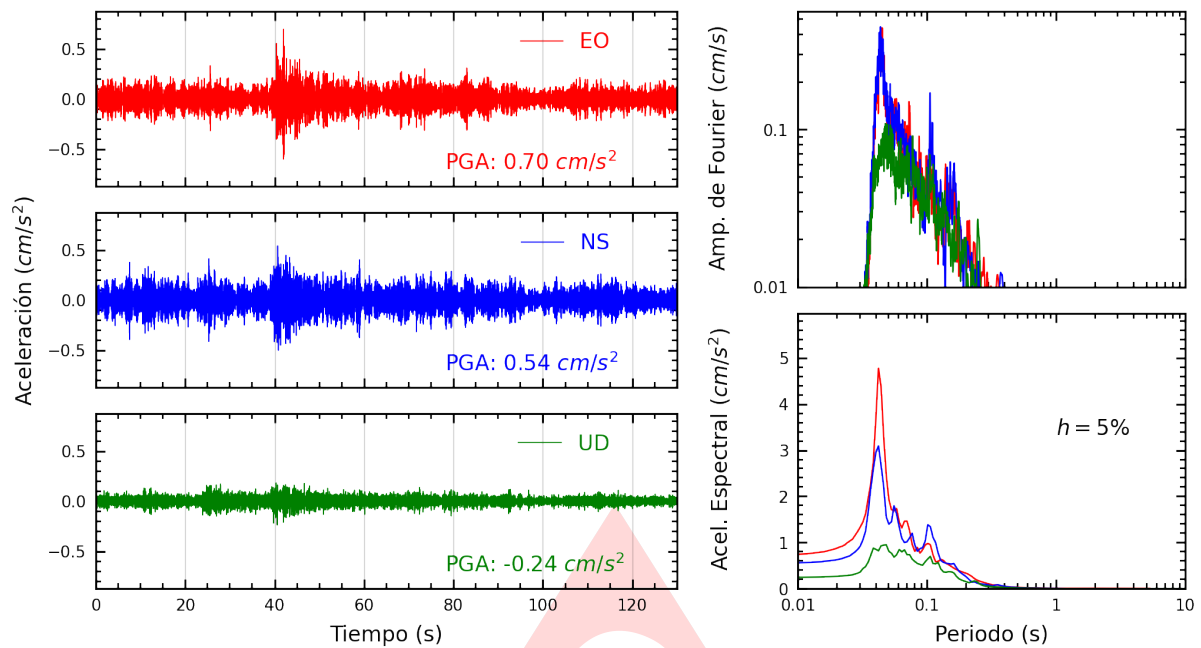 Aceleración (cm/s²)
0.5
0.0
−0.5
EO
PGA: 0.70 cm/s²
0.5
0.0
−0.5
NS
PGA: 0.54 cm/s²
0.5
0.0
−0.5
UD
PGA: -0.24 cm/s²
0 20 40 60 80 100 120
Tiempo (s)
Amp. de Fourier (cm/s)
0.1
0.01
Acel. Espectral (cm/s²)
5
4
3
2
1
0
h = 5%
0.01 0.1 1 10
Periodo (s)